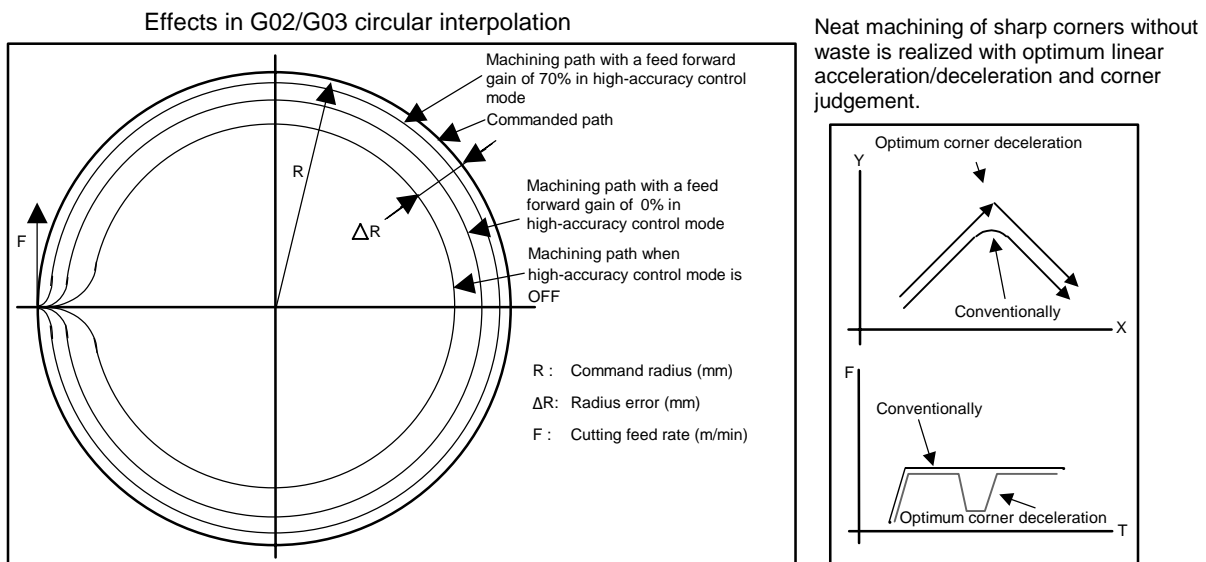 Effects in G02/G03 circular interpolation
Machining path with a feed forward
gain of 70% in high-accuracy control
mode
Commanded path
R
Machining path with a feed
forward gain of 0% in
high-accuracy control mode
F
ΔR
Machining path when
high-accuracy control mode is
OFF
R : Command radius (mm)
ΔR: Radius error (mm)
F : Cutting feed rate (m/min)
Neat machining of sharp corners without
waste is realized with optimum linear
acceleration/deceleration and corner
judgement.
Optimum corner deceleration
Y
Conventionally
X
F
Conventionally
Optimum corner deceleration
T